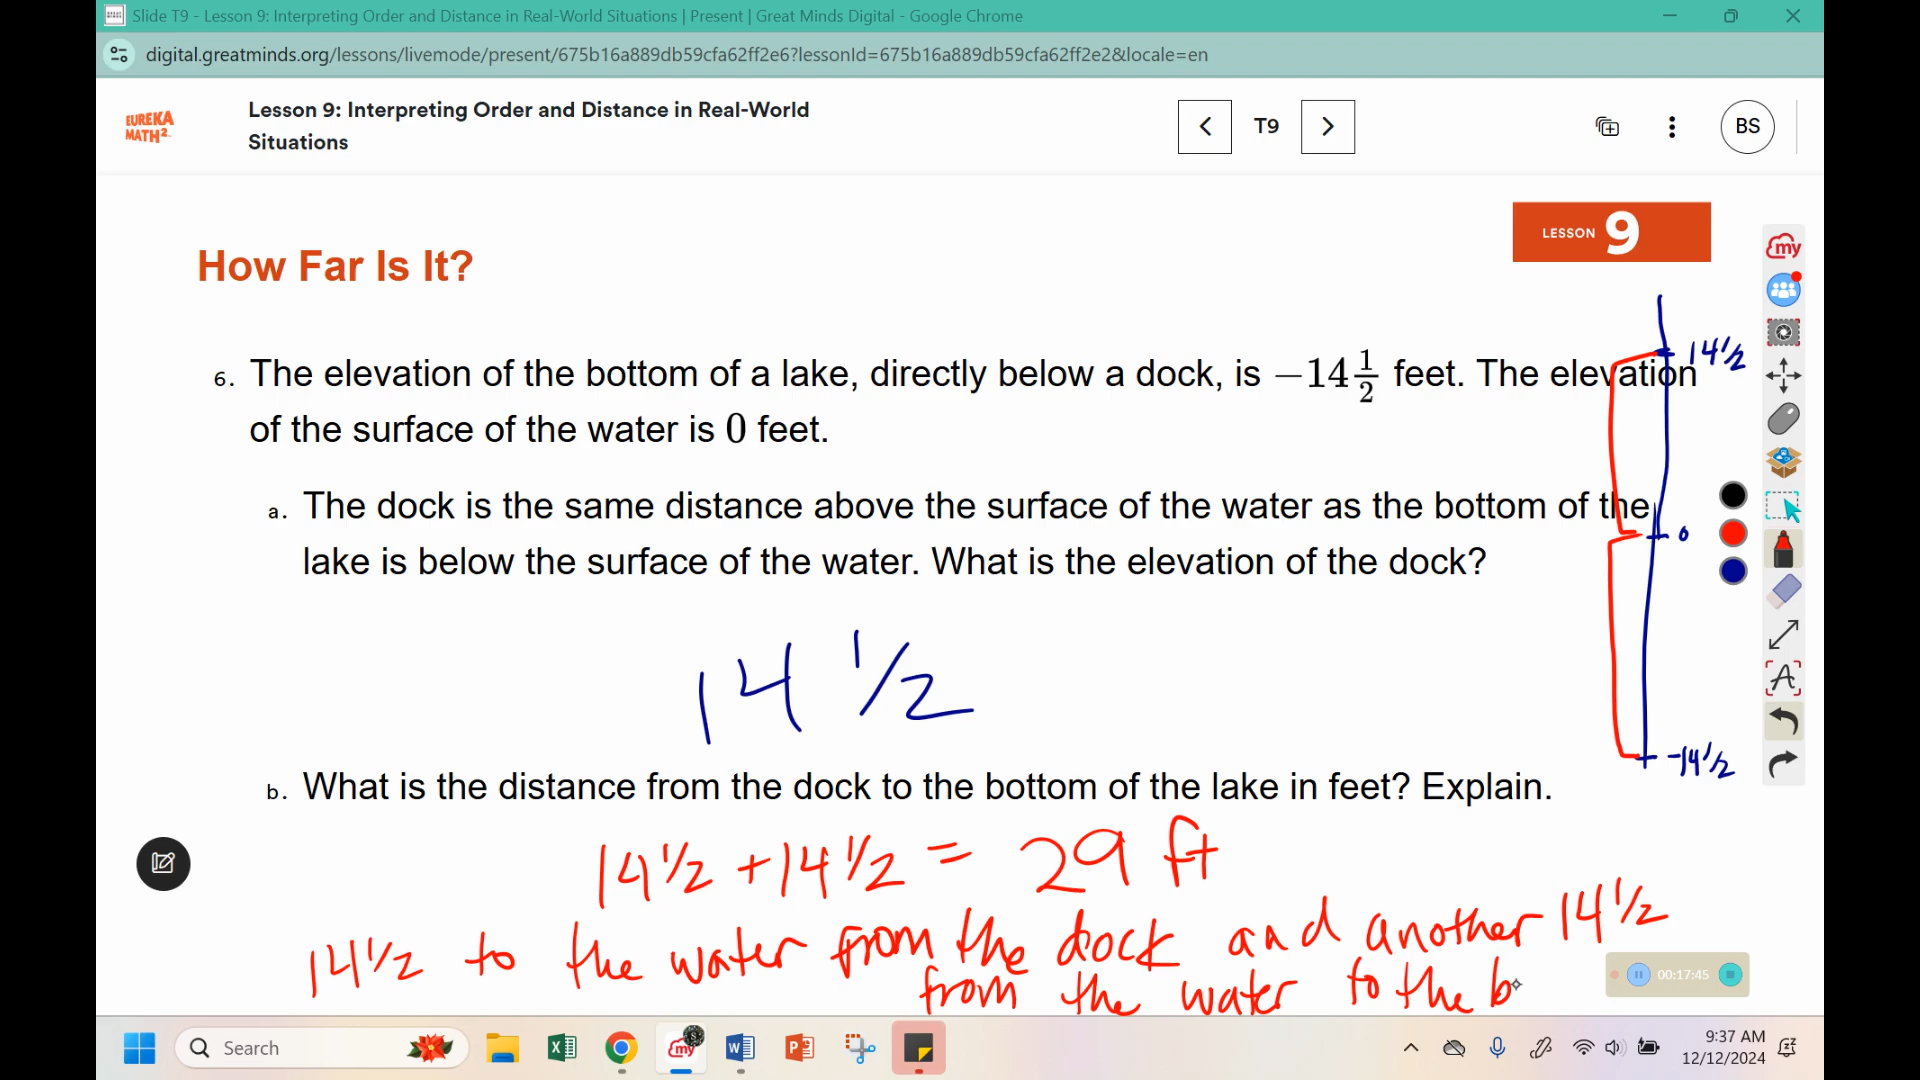 Slide T9 - Lesson 9: Interpreting Order and Distance in Real-World Situations | Present | Great Minds Digital - Google Chrome
digital.greatminds.org/lessons/livemode/present/675b16a889db59cfa62ff2e6?lessonId=675b16a889db59cfa62ff2e2&locale=en
EUREKA MATH²
Lesson 9: Interpreting Order and Distance in Real-World
Situations
T9
BS
LESSON 9
my
How Far Is It?
14 1/2
6. The elevation of the bottom of a lake, directly below a dock, is −14 1/2 feet. The elevation
of the surface of the water is 0 feet.
a. The dock is the same distance above the surface of the water as the bottom of the
0
lake is below the surface of the water. What is the elevation of the dock?
14 1/2
-14 1/2
b. What is the distance from the dock to the bottom of the lake in feet? Explain.
14 1/2 + 14 1/2 = 29 ft
14 1/2 to the water from the dock and another 14 1/2
from the water to the b
00:17:45
Search
my
9:37 AM
12/12/2024